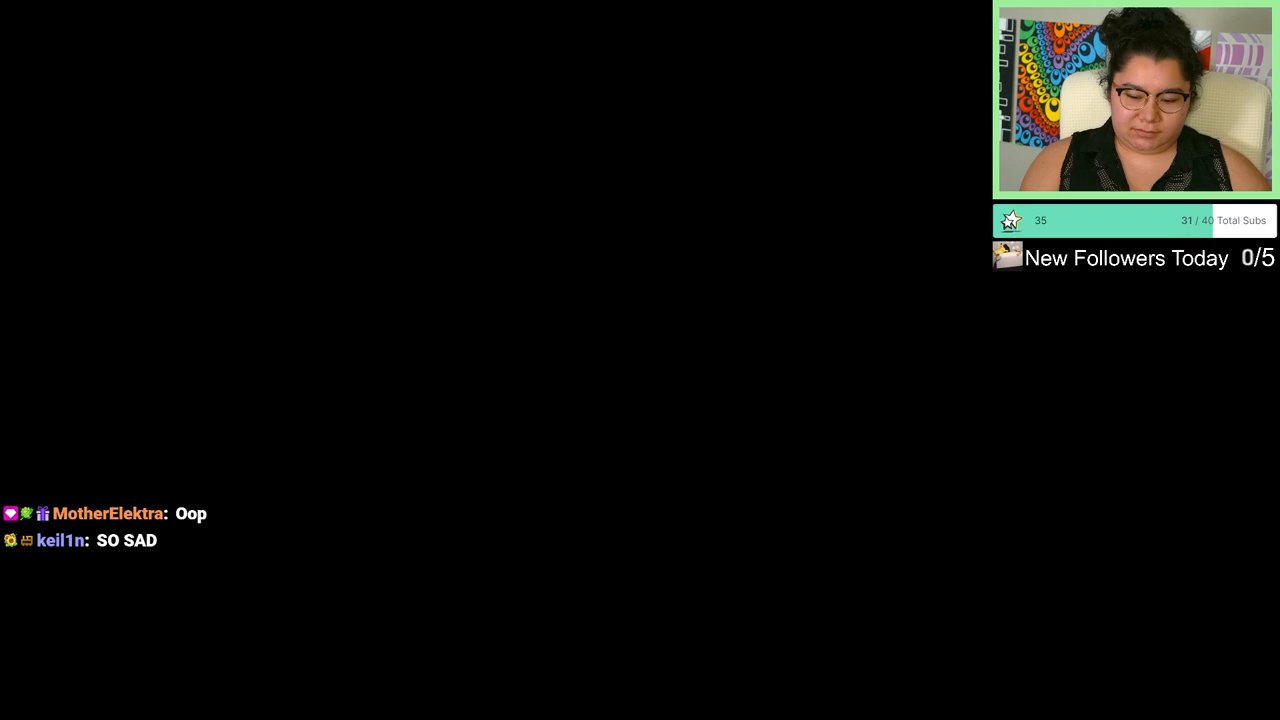 35 31 / 40 Total Subs
New Followers Today 0/5
MotherElektra: Oop
keil1n: SO SAD